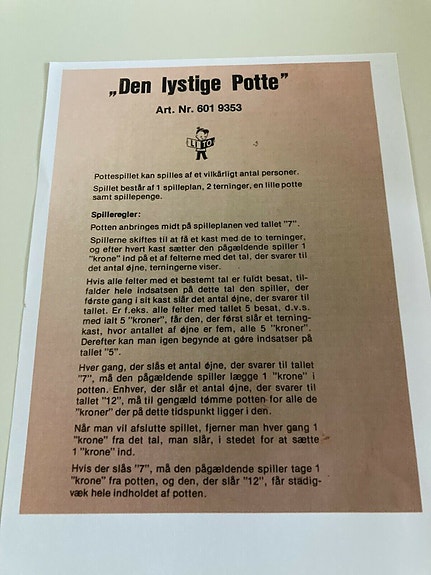 „Den lystige Potte”
Art. Nr. 601 9353
LITO
Pottespillet kan spilles af et vilkårligt antal personer.
Spillet består af 1 spilleplan, 2 terninger, en lille potte
samt spillepenge.
Spilleregler:
Potten anbringes midt på spilleplanen ved tallet ”7”.
Spillerne skiftes til at få et kast med de to terninger,
og efter hvert kast sætter den pågældende spiller 1
”krone” ind på et af felterne med det tal, der svarer til
det antal øjne, terningerne viser.
Hvis alle felter med et bestemt tal er fuldt besat, til-
falder hele indsatsen på dette tal den spiller, der
første gang i sit kast slår det antal øjne, der svarer til
tallet. Er f.eks. alle felter med tallet 5 besat, d.v.s.
med ialt 5 ”kroner”, får den, der først slår et terning-
kast, hvor antallet af øjne er fem, alle 5 ”kroner”.
Derefter kan man igen begynde at gøre indsatser på
tallet ”5”.
Hver gang, der slås et antal øjne, der svarer til tallet
”7”, må den pågældende spiller lægge 1 ”krone” i
potten. Enhver, der slår et antal øjne, der svarer til
tallet ”12”, må til gengæld tømme potten for alle de
”kroner” der på dette tidspunkt ligger i den.
Når man vil afslutte spillet, fjerner man hver gang 1
”krone” fra det tal, man slår, i stedet for at sætte
1 ”krone” ind.
Hvis der slås ”7”, må den pågældende spiller tage 1
”krone” fra potten, og den, der slår ”12”, får stadig-
væk hele indholdet af potten.